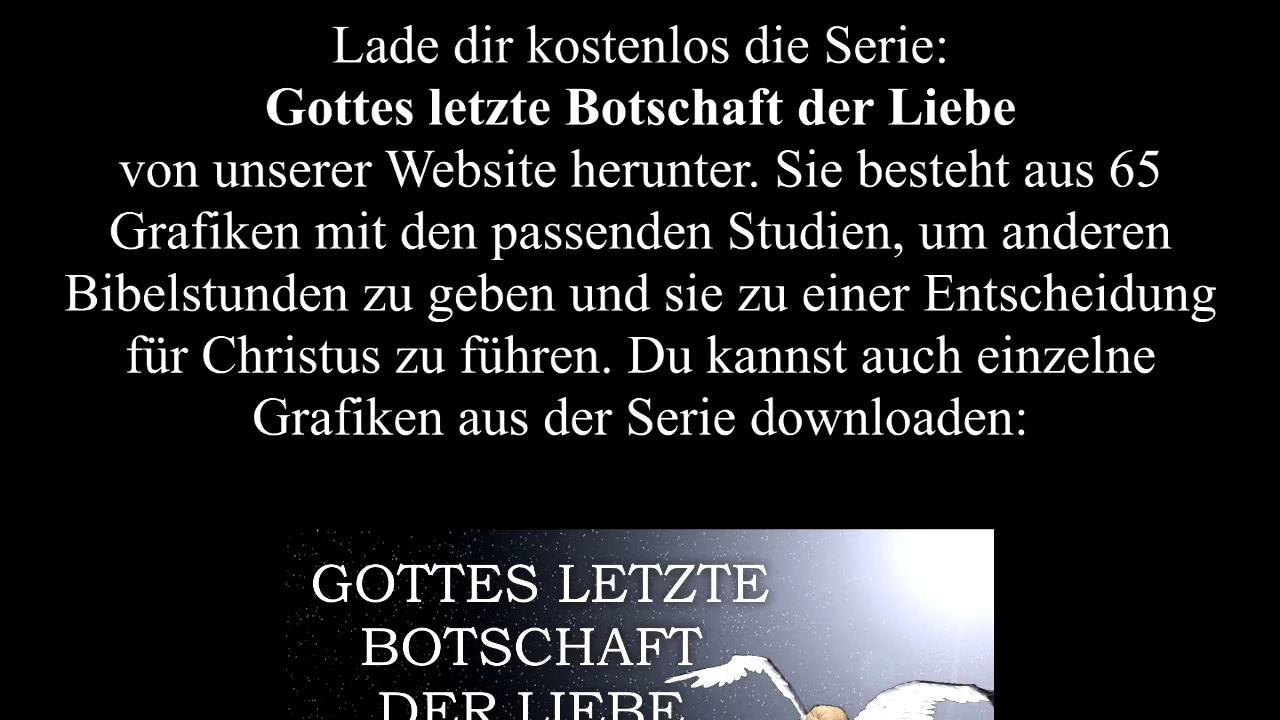 Lade dir kostenlos die Serie:
Gottes letzte Botschaft der Liebe
von unserer Website herunter. Sie besteht aus 65
Grafiken mit den passenden Studien, um anderen
Bibelstunden zu geben und sie zu einer Entscheidung
für Christus zu führen. Du kannst auch einzelne
Grafiken aus der Serie downloaden:
GOTTES LETZTE
BOTSCHAFT
DER LIEBE